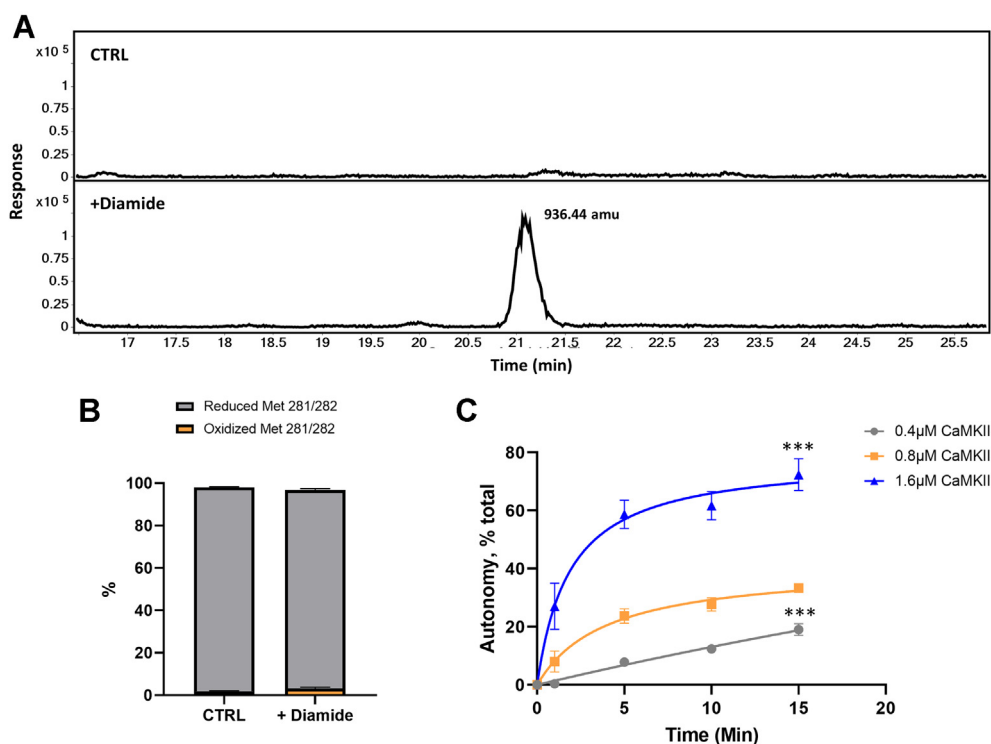 A
x10 5
CTRL
1
0.75
0.5
0.25
0
Response
x10 5
+Diamide
936.44 amu
1
0.75
0.5
0.25
0
17 17.5 18 18.5 19 19.5 20 20.5 21 21.5 22 22.5 23 23.5 24 24.5 25 25.5
Time (min)
B
Reduced Met 281/282
Oxidized Met 281/282
100
80
60
40
20
0
%
CTRL + Diamide
C
0.4µM CaMKII
0.8µM CaMKII
1.6µM CaMKII
80
60
40
20
0
Autonomy, % total
***
***
0 5 10 15 20
Time (Min)